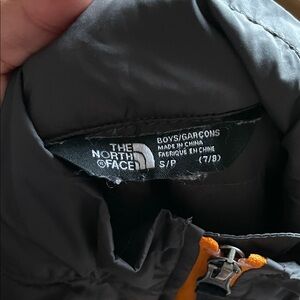 THE
NORTH
FACE
BOYS/GARÇONS
MADE IN CHINA
FABRIQUÉ EN CHINE
S/P (7/8)